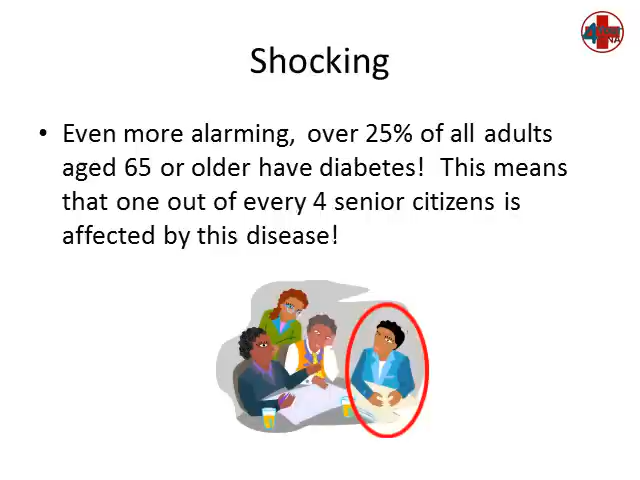 Shocking
• Even more alarming, over 25% of all adults
aged 65 or older have diabetes! This means
that one out of every 4 senior citizens is
affected by this disease!